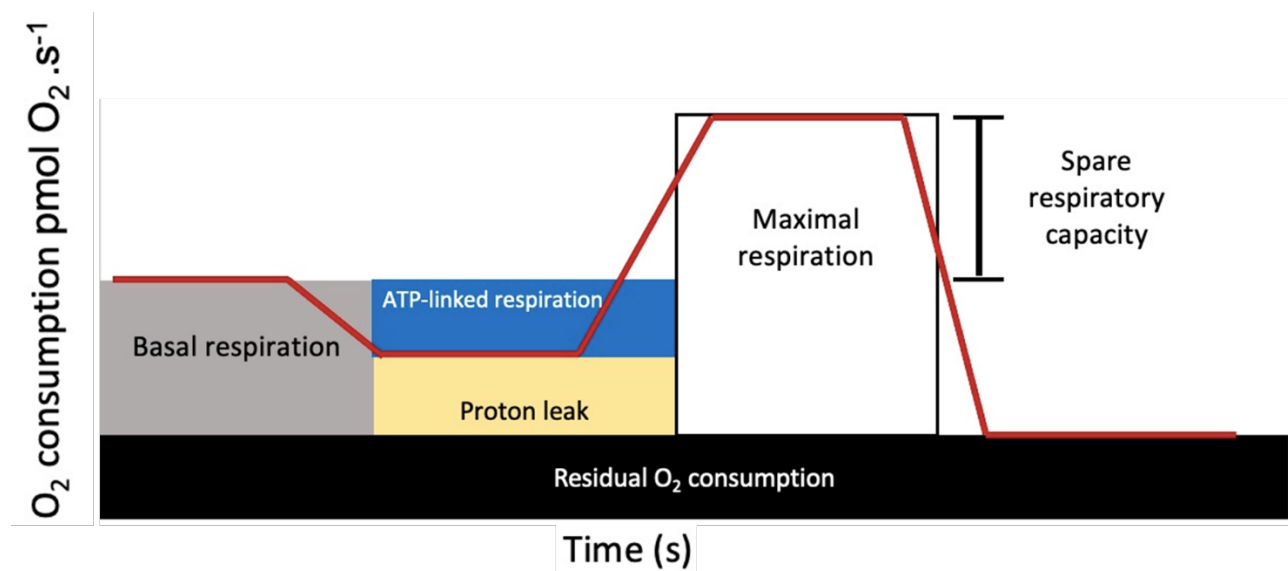 O₂ consumption pmol O₂ .s⁻¹
Basal respiration
ATP-linked respiration
Proton leak
Maximal
respiration
Spare
respiratory
capacity
Residual O₂ consumption
Time (s)